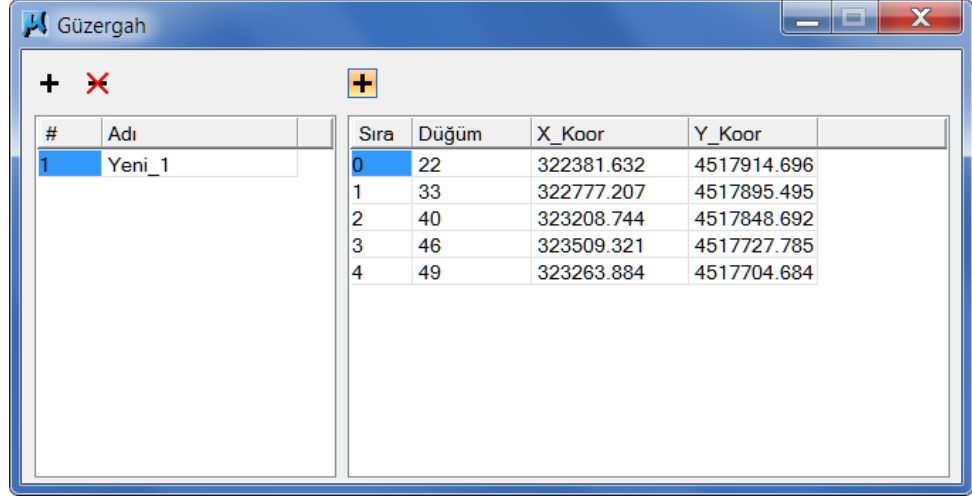 Güzergah
# Adı
1 Yeni_1
Sıra Düğüm X_Koor Y_Koor
0 22 322381.632 4517914.696
1 33 322777.207 4517895.495
2 40 323208.744 4517848.692
3 46 323509.321 4517727.785
4 49 323263.884 4517704.684